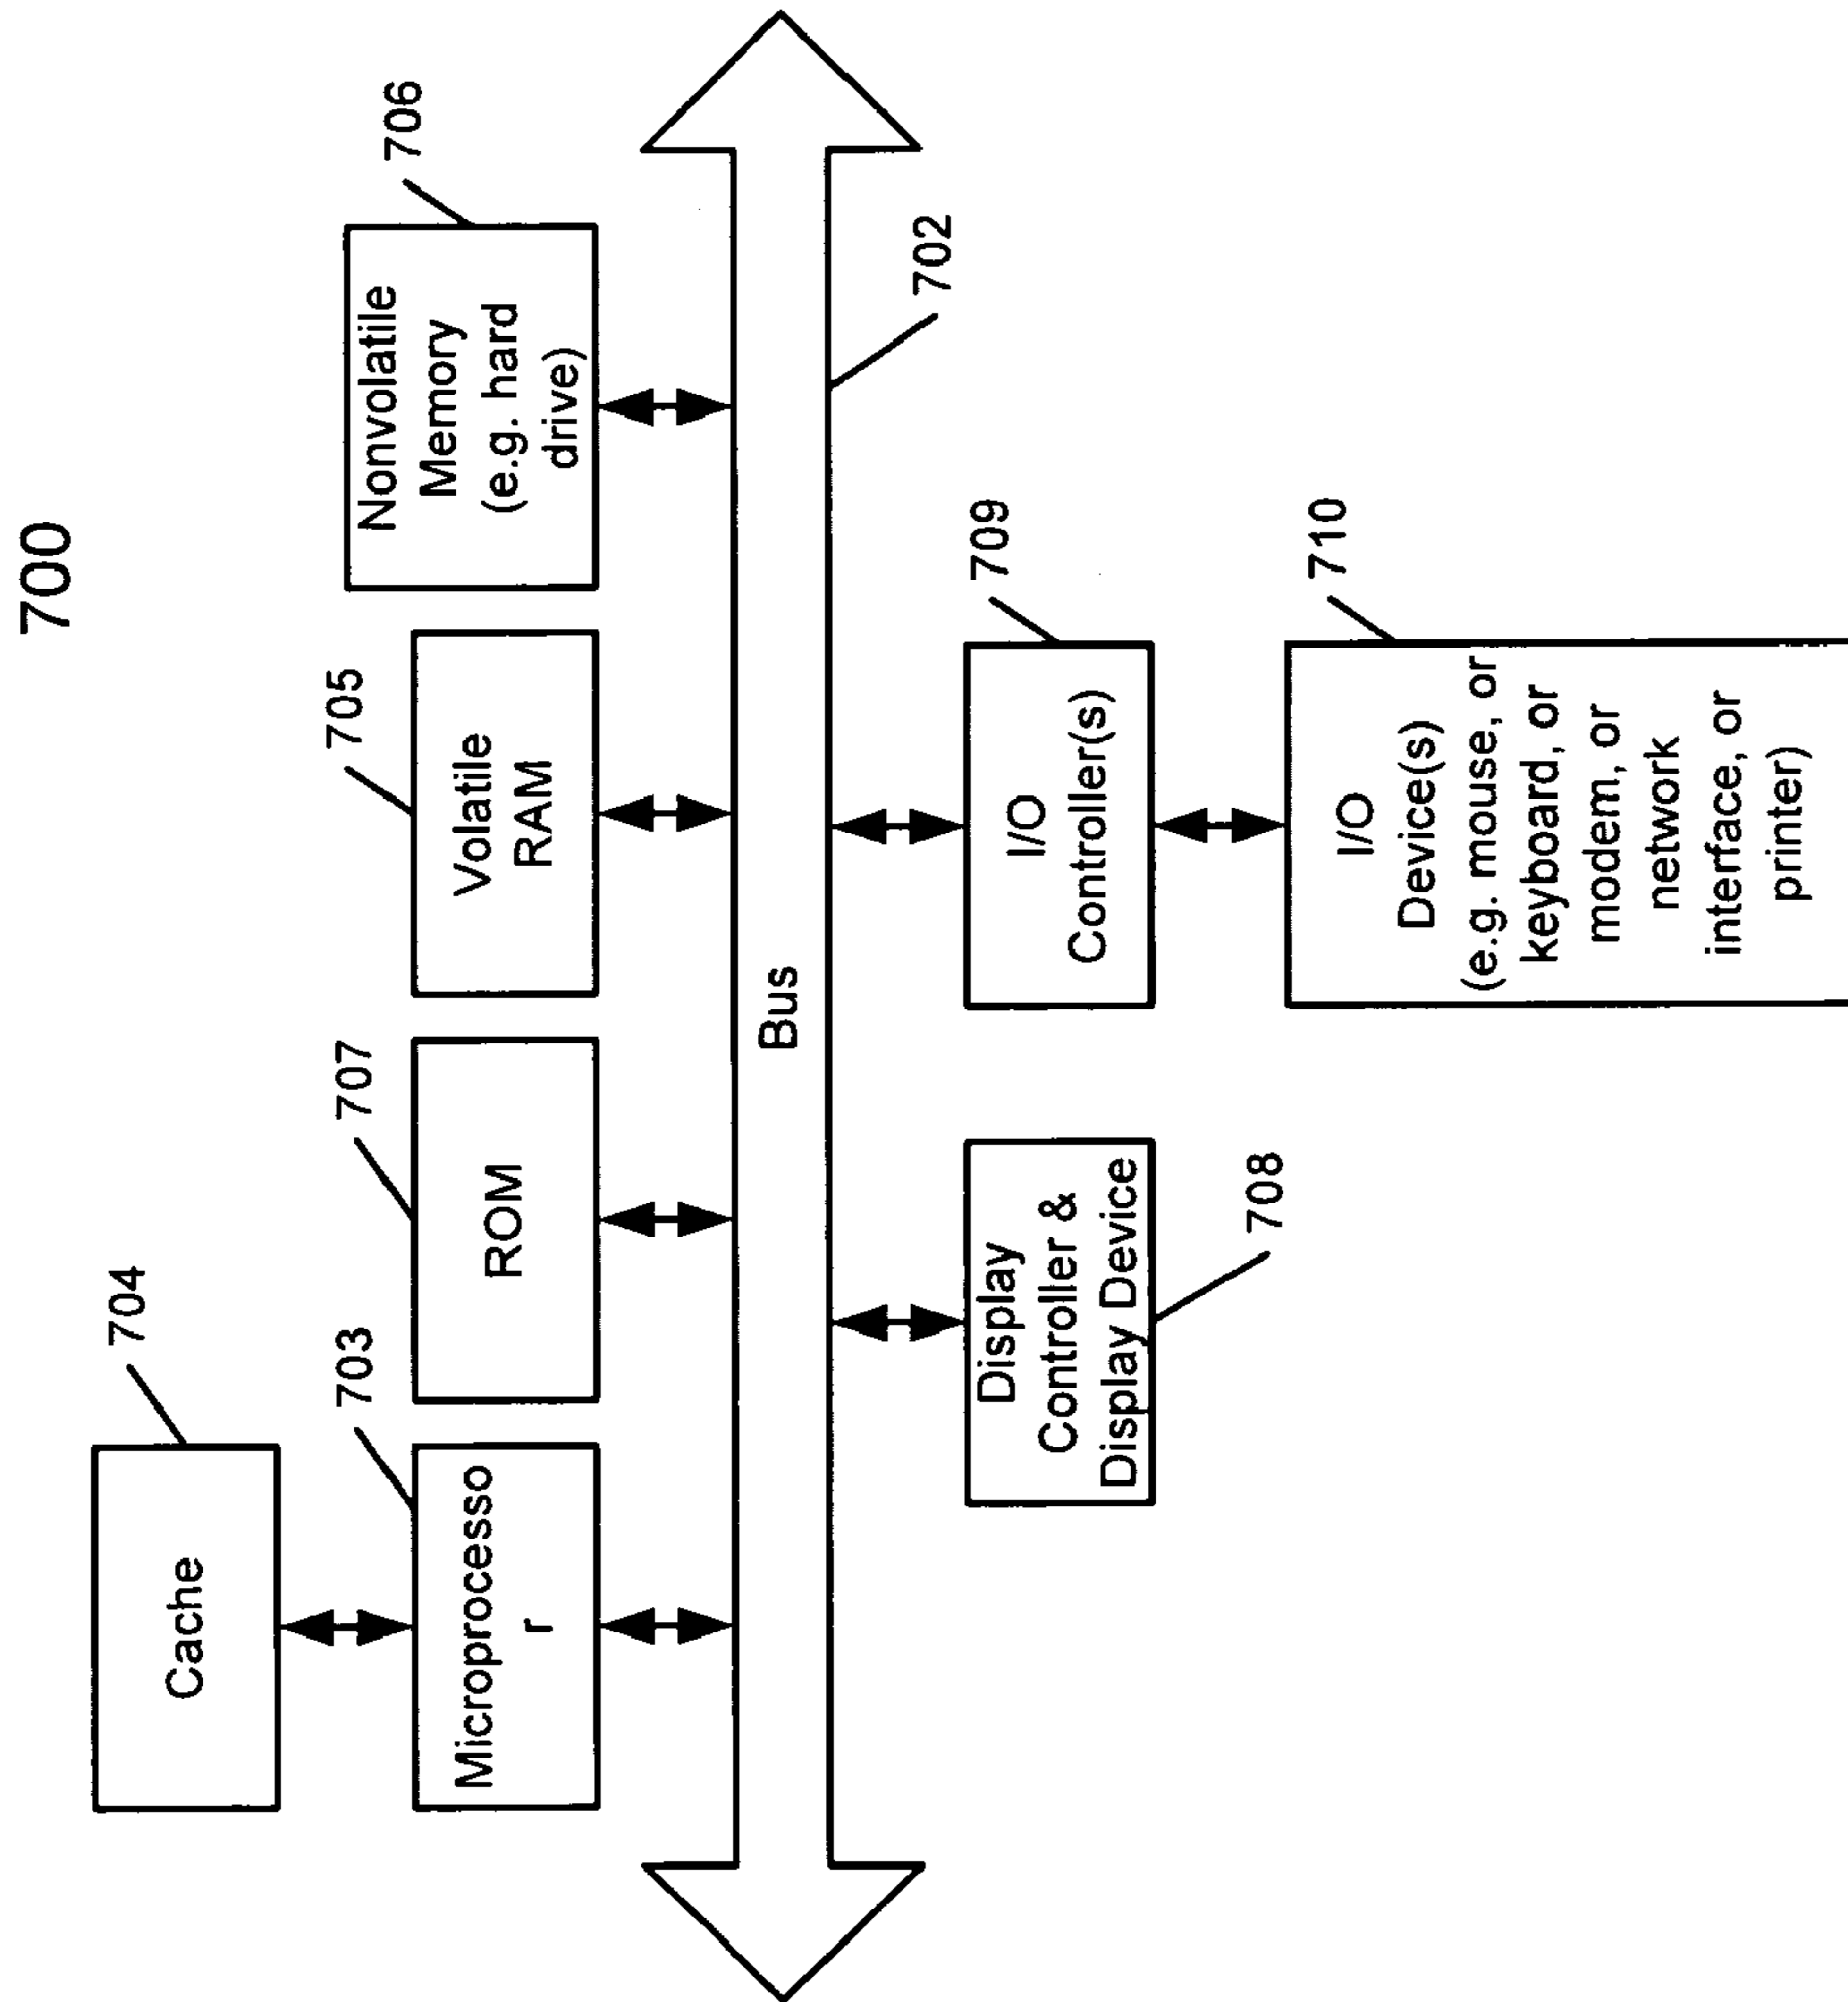 700
704
Cache
703
Microprocesso
r
707
ROM
705
Volatile
RAM
706
Nonvolatile
Memory
(e.g. hard
drive)
Bus
702
Display
Controller &
Display Device
708
709
I/O
Controller(s)
710
I/O
Device(s)
(e.g. mouse, or
keyboard, or
modem, or
network
interface, or
printer)